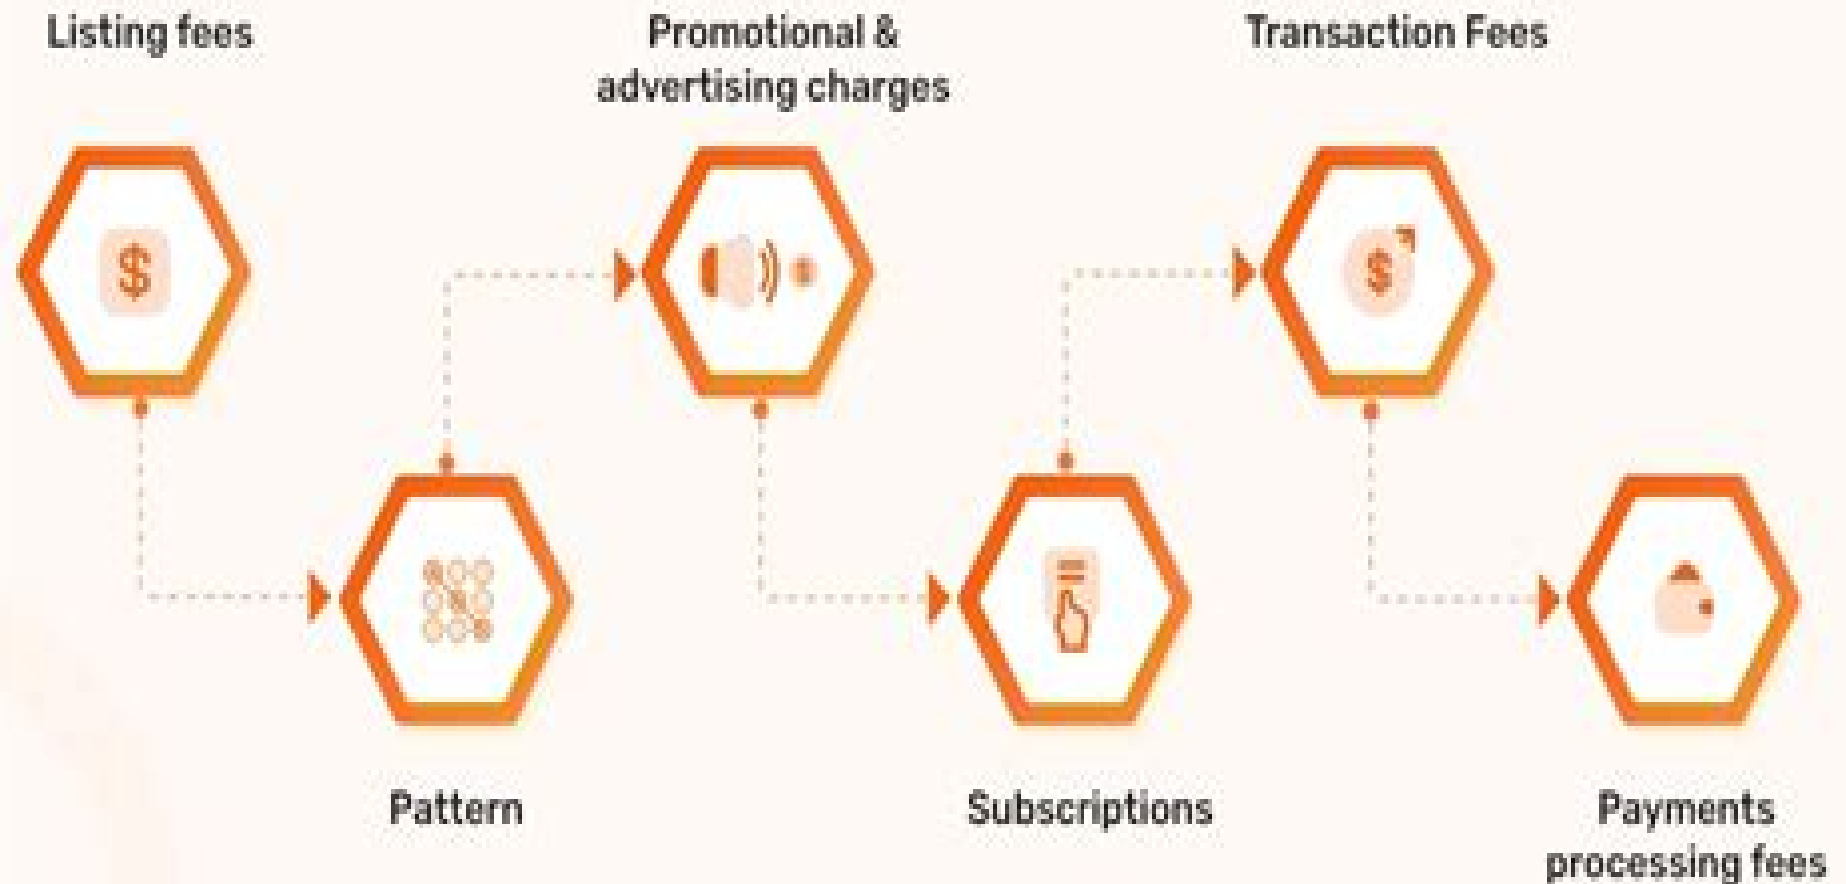 Listing fees
Promotional &
advertising charges
Transaction Fees
Pattern
Subscriptions
Payments
processing fees